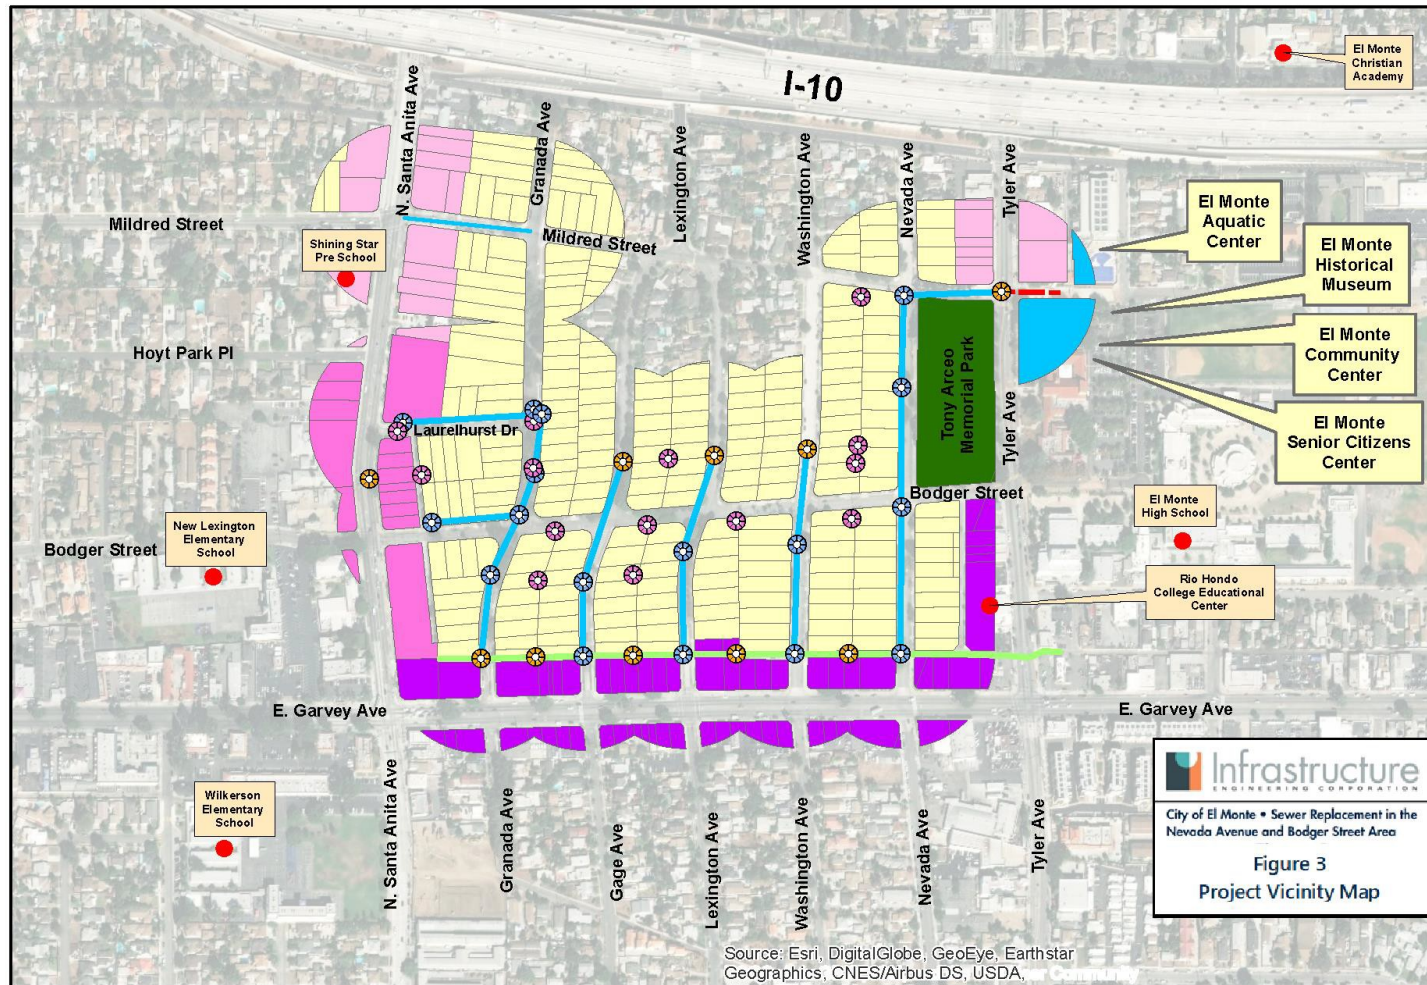 I-10
El Monte
Christian
Academy
N. Santa Anita Ave
Granada Ave
Lexington Ave
Washington Ave
Nevada Ave
Tyler Ave
Mildred Street
Mildred Street
Shining Star
Pre School
El Monte
Aquatic
Center
El Monte
Historical
Museum
El Monte
Community
Center
El Monte
Senior Citizens
Center
Hoyt Park Pl
Tony Arceo
Memorial Park
Tyler Ave
Laurelhurst Dr
Bodger Street
New Lexington
Elementary
School
Bodger Street
El Monte
High School
Rio Hondo
College Educational
Center
E. Garvey Ave
E. Garvey Ave
Wilkerson
Elementary
School
N. Santa Anita Ave
Granada Ave
Gage Ave
Lexington Ave
Washington Ave
Nevada Ave
Tyler Ave
Infrastructure
ENGINEERING CORPORATION
City of El Monte • Sewer Replacement in the
Nevada Avenue and Bodger Street Area
Figure 3
Project Vicinity Map
Source: Esri, DigitalGlobe, GeoEye, Earthstar
Geographics, CNES/Airbus DS, USDA, er Community